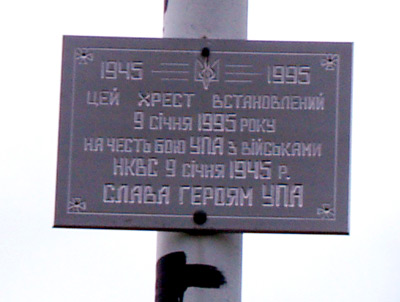 1945 1995
ЦЕЙ ХРЕСТ ВСТАНОВЛЕНИЙ
9 СІЧНЯ 1995 РОКУ
НА ЧЕСТЬ БОЮ УПА З ВІЙСЬКАМИ
НКВС 9 СІЧНЯ 1945 Р.
СЛАВА ГЕРОЯМ УПА